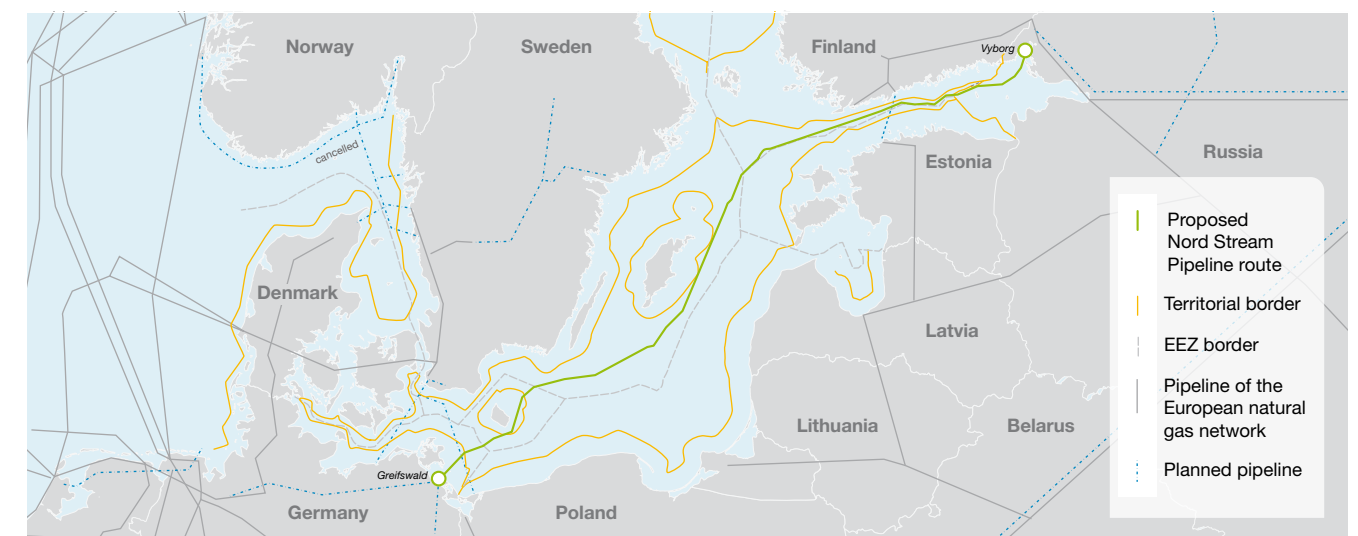 Norway
Sweden
Finland
Vyborg
cancelled
Estonia
Russia
Denmark
Latvia
Lithuania
Belarus
Greifswald
Germany
Poland
Proposed
Nord Stream
Pipeline route
Territorial border
EEZ border
Pipeline of the
European natural
gas network
Planned pipeline